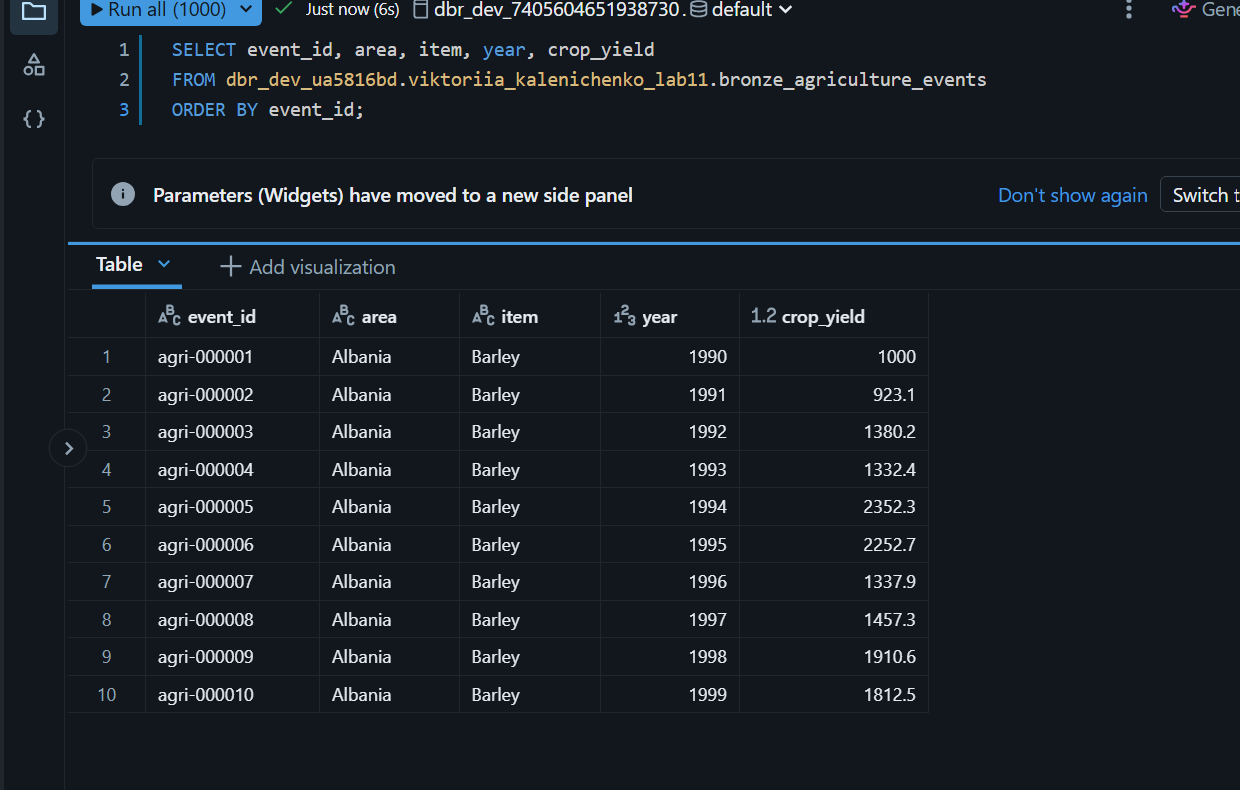 Run all (1000) Just now (6s) dbr_dev_7405604651938730. default Gene
1 SELECT event_id, area, item, year, crop_yield
2 FROM dbr_dev_ua5816bd.viktoriia_kalenichenko_lab11.bronze_agriculture_events
3 ORDER BY event_id;
Parameters (Widgets) have moved to a new side panel Don't show again Switch t
Table Add visualization
event_id area item year crop_yield
1 agri-000001 Albania Barley 1990 1000
2 agri-000002 Albania Barley 1991 923.1
3 agri-000003 Albania Barley 1992 1380.2
4 agri-000004 Albania Barley 1993 1332.4
5 agri-000005 Albania Barley 1994 2352.3
6 agri-000006 Albania Barley 1995 2252.7
7 agri-000007 Albania Barley 1996 1337.9
8 agri-000008 Albania Barley 1997 1457.3
9 agri-000009 Albania Barley 1998 1910.6
10 agri-000010 Albania Barley 1999 1812.5